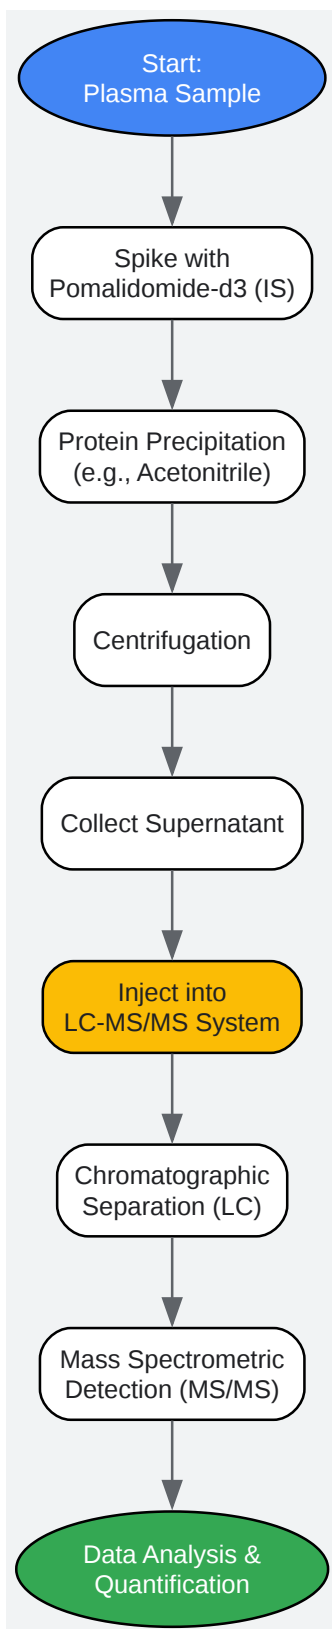 Start:
Plasma Sample
Spike with
Pomalidomide-d3 (IS)
Protein Precipitation
(e.g., Acetonitrile)
Centrifugation
Collect Supernatant
Inject into
LC-MS/MS System
Chromatographic
Separation (LC)
Mass Spectrometric
Detection (MS/MS)
Data Analysis &
Quantification